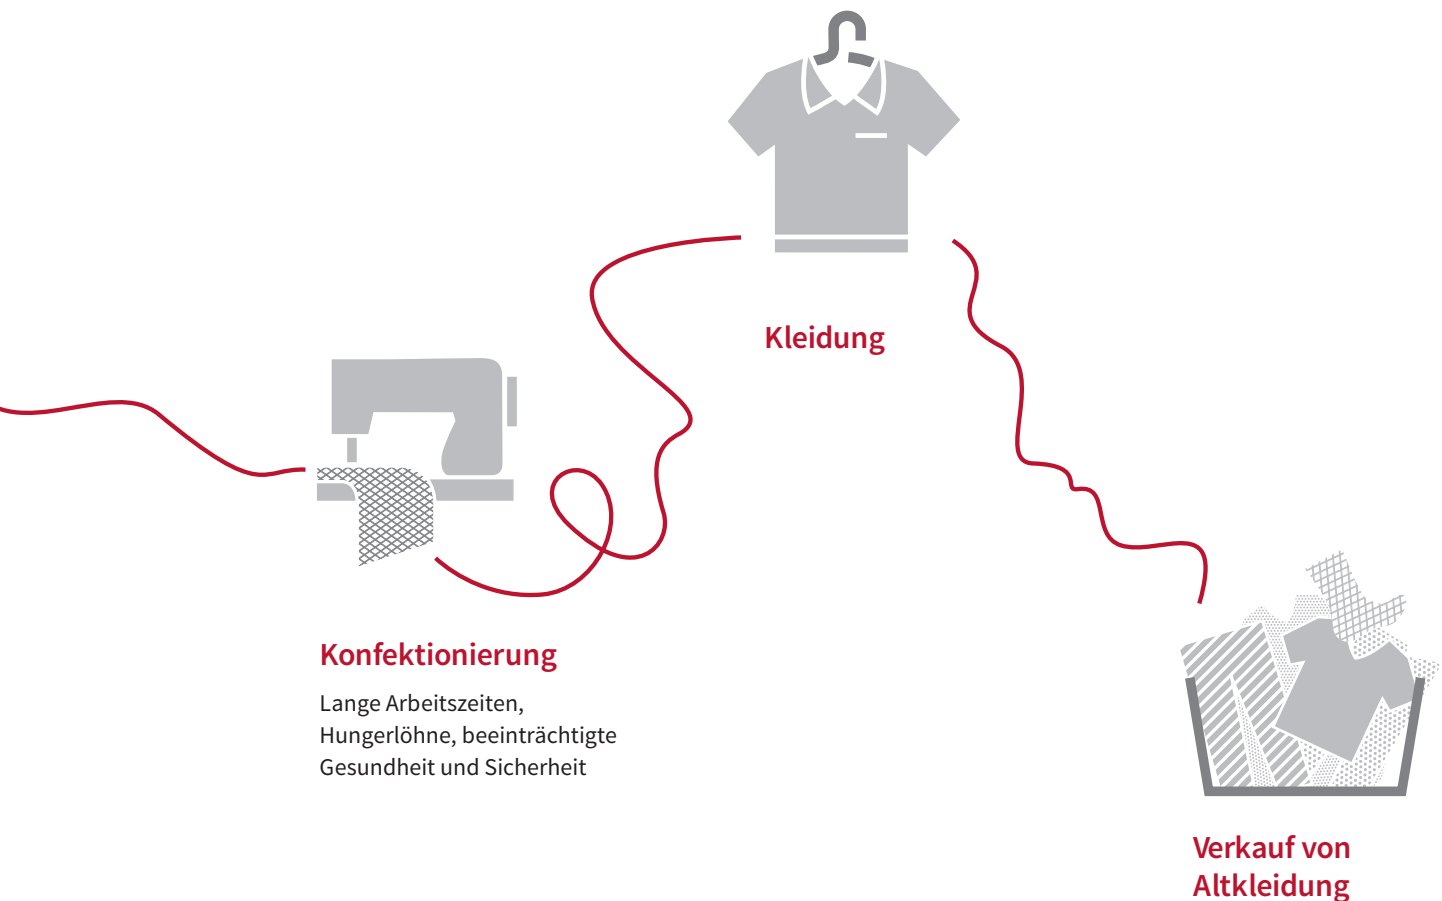 Kleidung
Konfektionierung
Lange Arbeitszeiten,
Hungerlöhne, beeinträchtigte
Gesundheit und Sicherheit
Verkauf von
Altkleidung